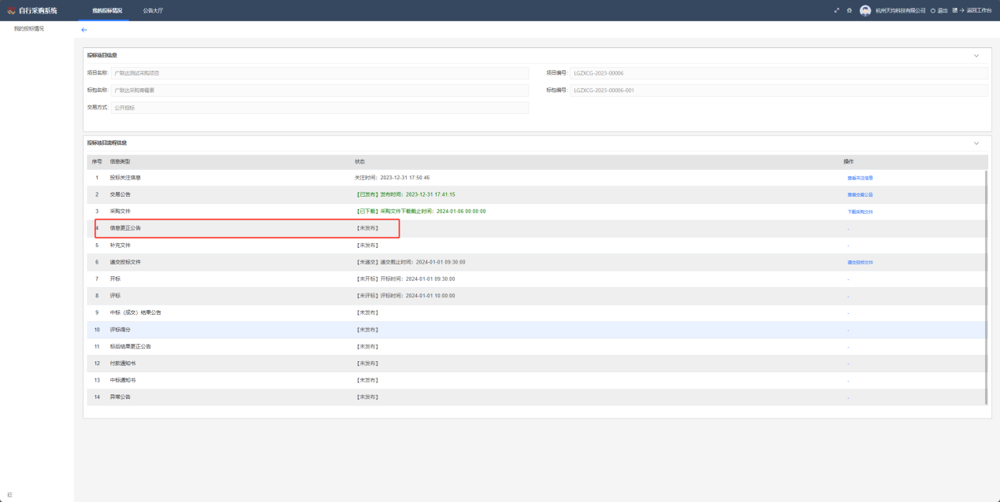 自行采购系统 我的投标情况 公告大厅 杭州天均科技有限公司 退出 返回工作台
我的投标情况
投标项目信息
项目名称: 广联达测试采购项目 项目编号: LGZXCG-2023-00006
标包名称: 广联达采购青霉素 标包编号: LGZXCG-2023-00006-001
交易方式: 公开招标
投标项目流程信息
序号 信息类型 状态 操作
1 投标关注信息 关注时间: 2023-12-31 17:50:46 查看关注信息
2 交易公告 【已发布】发布时间: 2023-12-31 17:41:15 查看交易公告
3 采购文件 【已下载】采购文件下载截止时间: 2024-01-06 00:00:00 下载采购文件
4 信息更正公告 【未发布】 -
5 补充文件 【未发布】 -
6 递交投标文件 【未递交】递交截止时间: 2024-01-01 09:30:00 递交投标文件
7 开标 【未开标】开标时间: 2024-01-01 09:30:00 -
8 评标 【未评标】评标时间: 2024-01-01 10:00:00 -
9 中标（成交）结果公告 【未发布】 -
10 评标得分 【未发布】 -
11 标后结果更正公告 【未发布】 -
12 付款通知书 【未发布】 -
13 中标通知书 【未发布】 -
14 异常公告 【未发布】 -